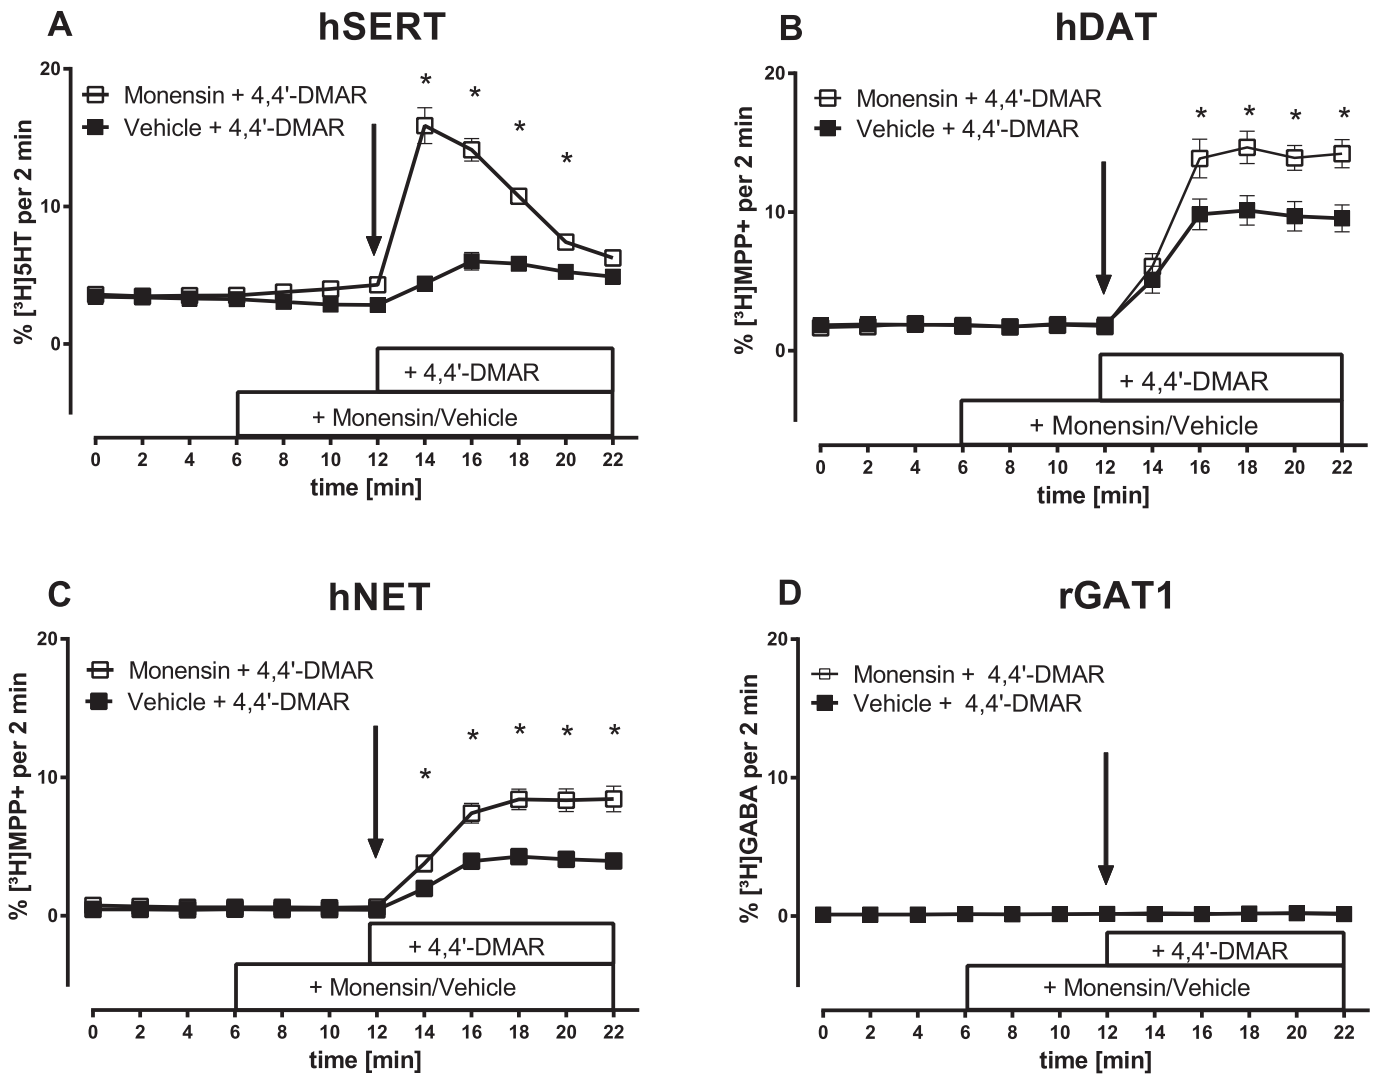 A
hSERT
20
10
0
% [³H]5HT per 2 min
Monensin + 4,4'-DMAR
Vehicle + 4,4'-DMAR
* * * *
+ 4,4'-DMAR
+ Monensin/Vehicle
0 2 4 6 8 10 12 14 16 18 20 22
time [min]
B
hDAT
20
10
0
% [³H]MPP+ per 2 min
Monensin + 4,4'-DMAR
Vehicle + 4,4'-DMAR
* * * *
+ 4,4'-DMAR
+ Monensin/Vehicle
0 2 4 6 8 10 12 14 16 18 20 22
time [min]
C
hNET
20
10
0
% [³H]MPP+ per 2 min
Monensin + 4,4'-DMAR
Vehicle + 4,4'-DMAR
* * * * *
+ 4,4'-DMAR
+ Monensin/Vehicle
0 2 4 6 8 10 12 14 16 18 20 22
time [min]
D
rGAT1
20
10
0
% [³H]GABA per 2 min
Monensin + 4,4'-DMAR
Vehicle + 4,4'-DMAR
+ 4,4'-DMAR
+ Monensin/Vehicle
0 2 4 6 8 10 12 14 16 18 20 22
time [min]